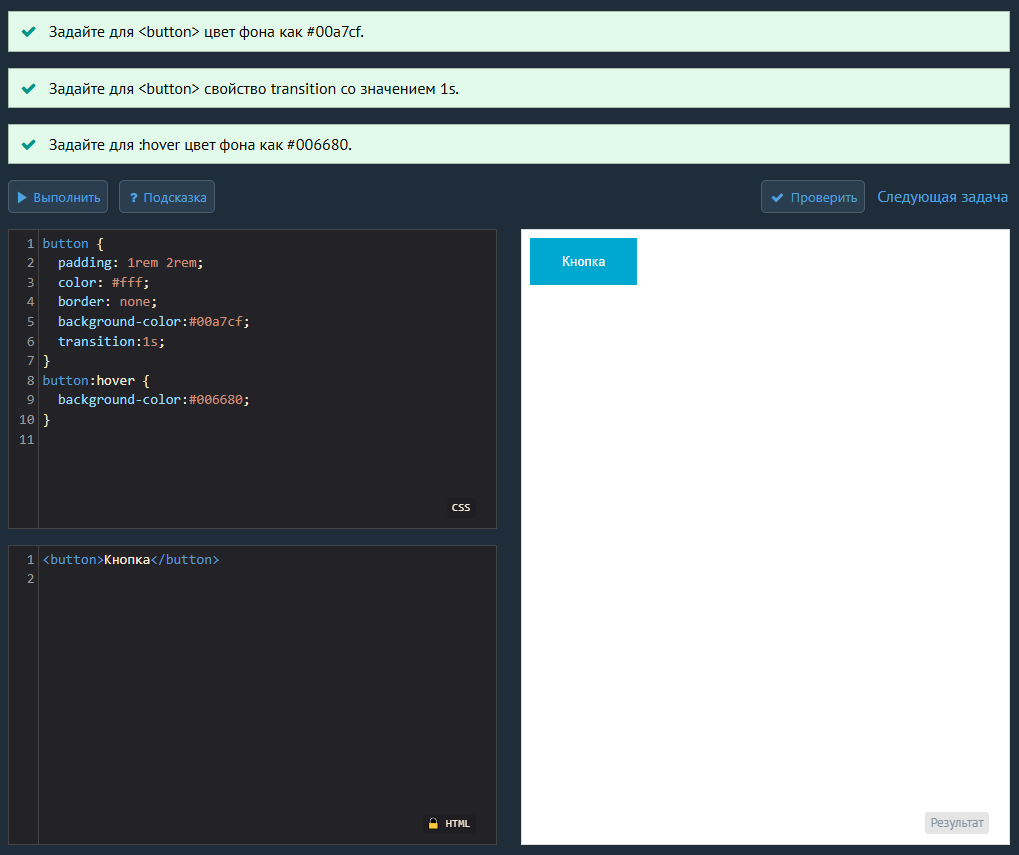 Задайте для <button> цвет фона как #00a7cf.
Задайте для <button> свойство transition со значением 1s.
Задайте для :hover цвет фона как #006680.
Выполнить ? Подсказка Проверить Следующая задача
1 button {
2 padding: 1rem 2rem;
3 color: #fff;
4 border: none;
5 background-color:#00a7cf;
6 transition:1s;
7 }
8 button:hover {
9 background-color:#006680;
10 }
11
CSS
1 <button>Кнопка</button>
2
HTML
Кнопка
Результат